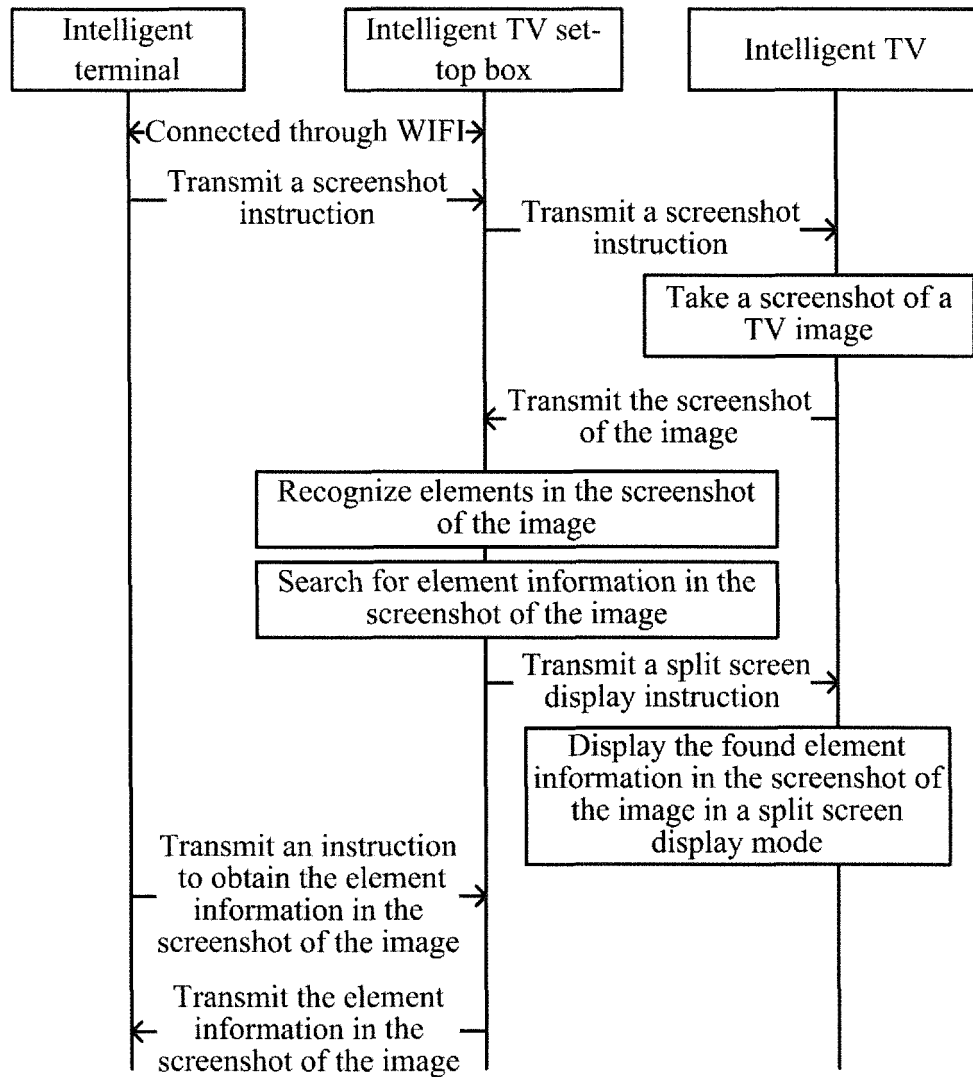 Intelligent
terminal
Intelligent TV set-
top box
Intelligent TV
Connected through WIFI
Transmit a screenshot
instruction
Transmit a screenshot
instruction
Take a screenshot of a
TV image
Transmit the screenshot
of the image
Recognize elements in the screenshot
of the image
Search for element information in the
screenshot of the image
Transmit a split screen
display instruction
Display the found element
information in the screenshot of
the image in a split screen
display mode
Transmit an instruction
to obtain the element
information in the
screenshot of the image
Transmit the element
information in the
screenshot of the image